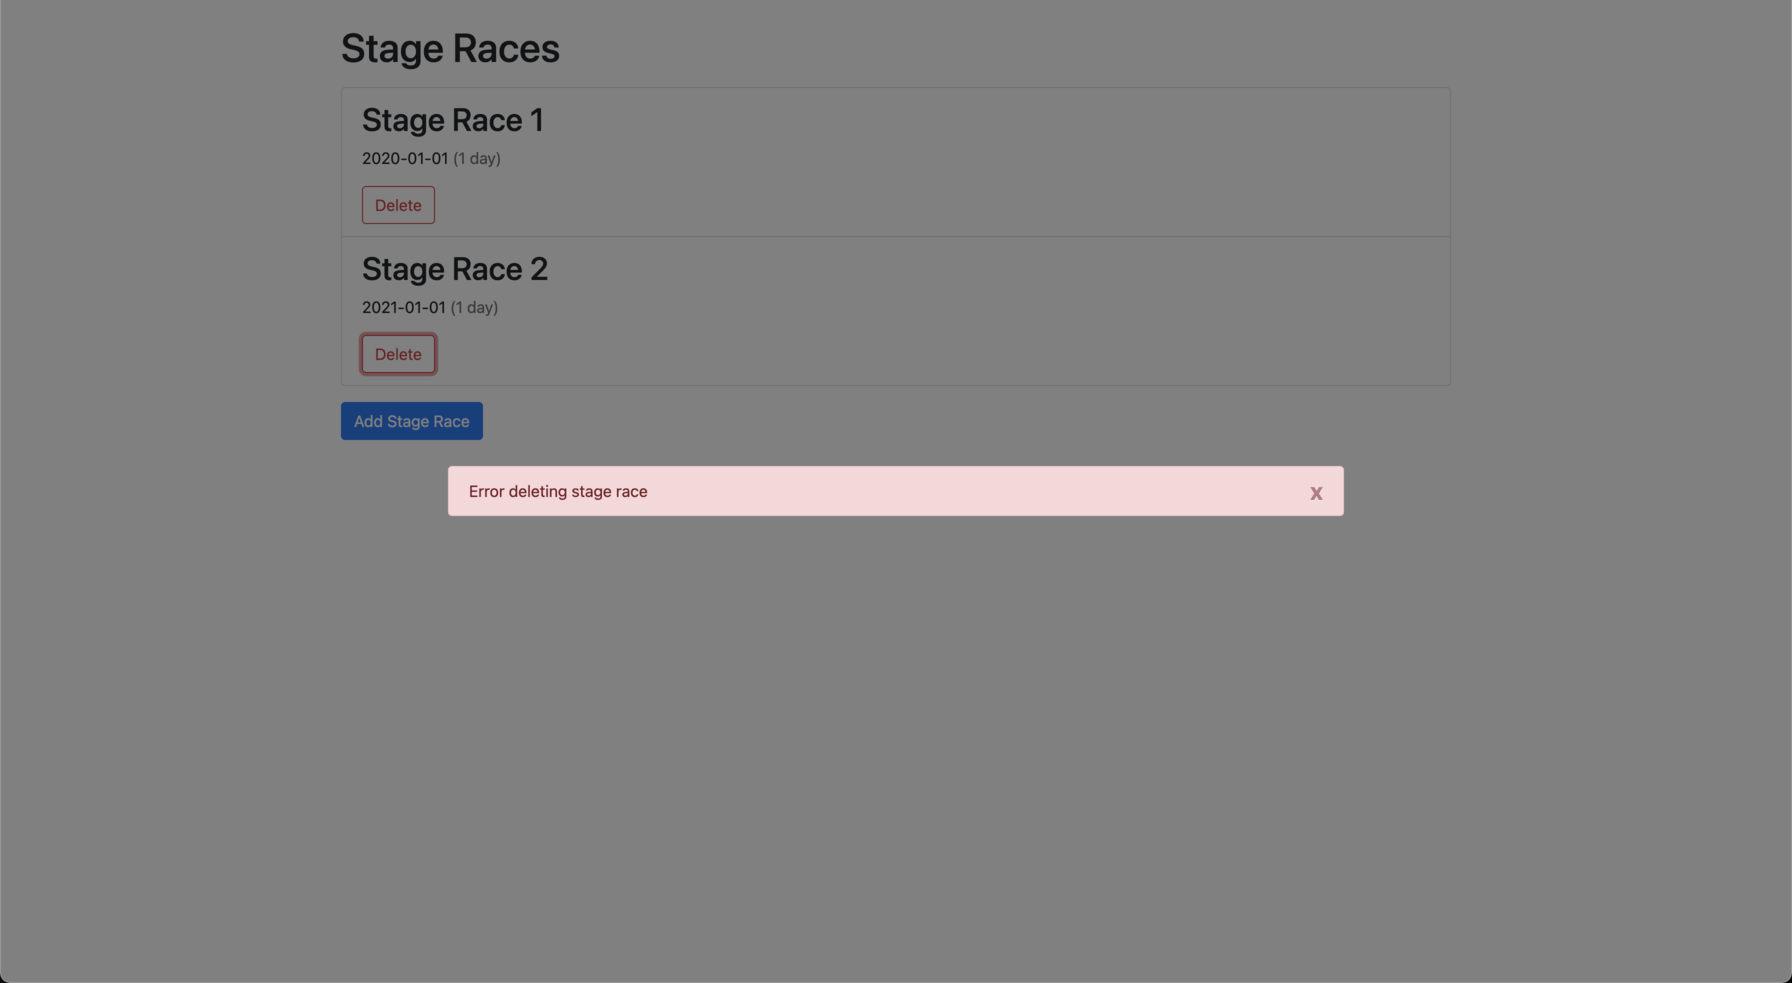 Stage Races
Stage Race 1
2020-01-01 (1 day)
Delete
Stage Race 2
2021-01-01 (1 day)
Delete
Add Stage Race
Error deleting stage race x